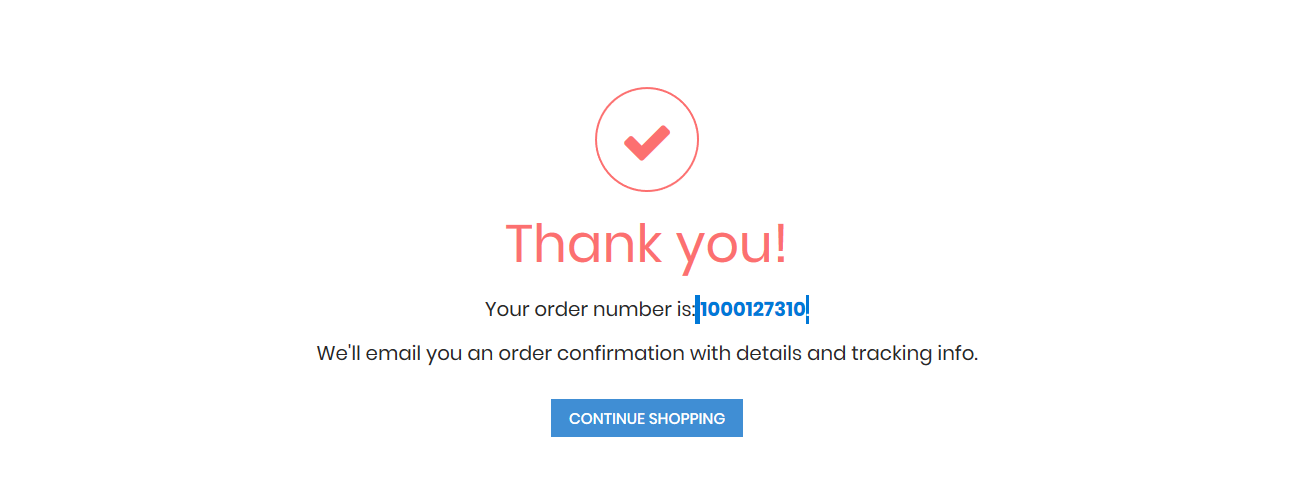 Thank you!
Your order number is: 1000127310.
We'll email you an order confirmation with details and tracking info.
CONTINUE SHOPPING